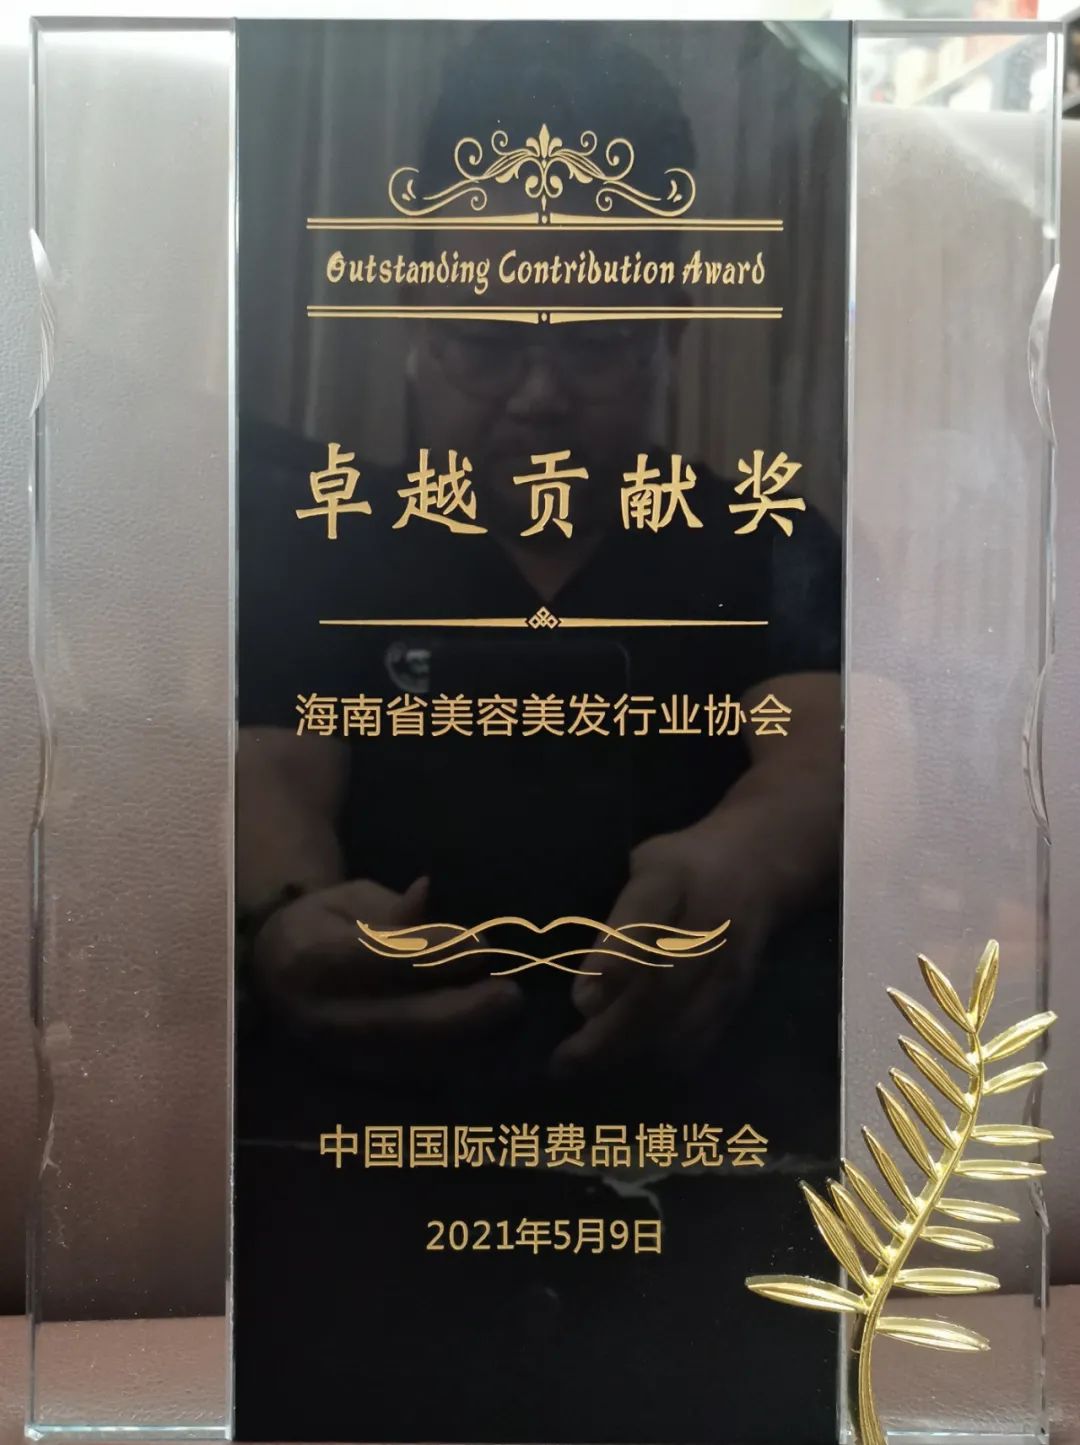 Outstanding Contribution Award
卓越贡献奖
海南省美容美发行业协会
中国国际消费品博览会
2021年5月9日